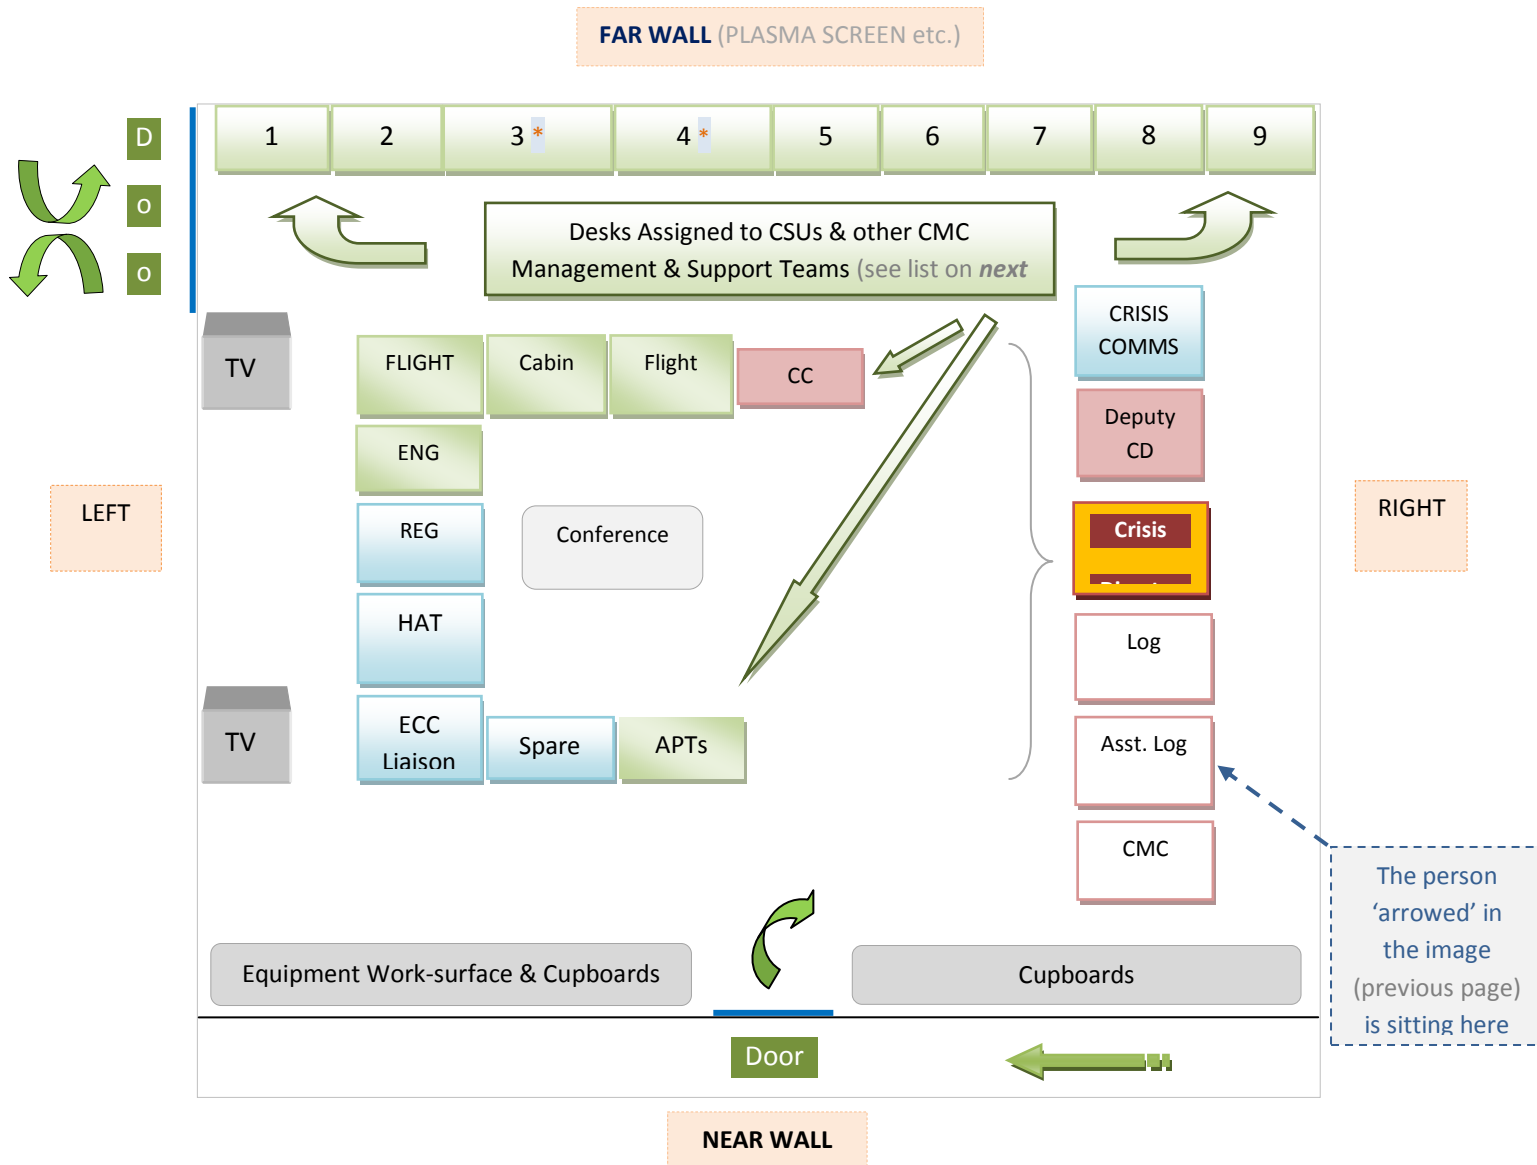 FAR WALL (PLASMA SCREEN etc.)
D
o
o
1
2
3 *
4 *
5
6
7
8
9
Desks Assigned to CSUs & other CMC
Management & Support Teams (see list on next
CRISIS
COMMS
TV
FLIGHT
Cabin
Flight
CC
Deputy
CD
ENG
LEFT
REG
Conference
Crisis
RIGHT
HAT
Log
TV
ECC
Liaison
Spare
APTs
Asst. Log
CMC
The person
‘arrowed’ in
the image
(previous page)
is sitting here
Equipment Work-surface & Cupboards
Cupboards
Door
NEAR WALL